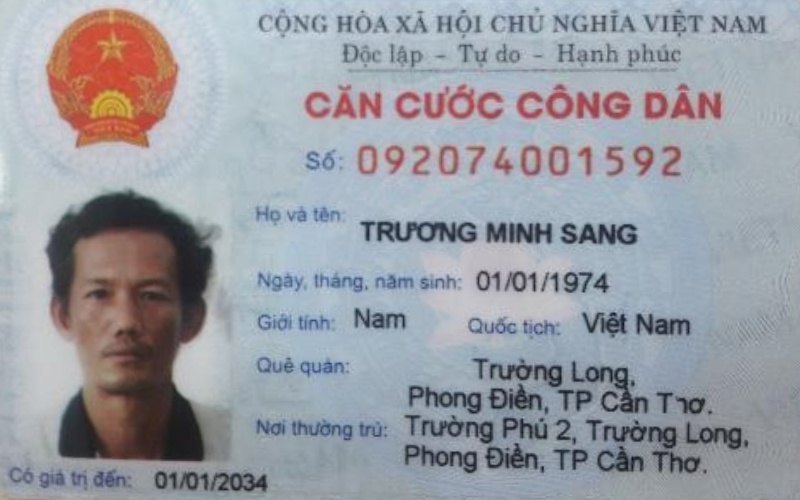 CỘNG HÒA XÃ HỘI CHỦ NGHĨA VIỆT NAM
Độc lập - Tự do - Hạnh phúc
CĂN CƯỚC CÔNG DÂN
Số: 092074001592
Họ và tên: TRƯƠNG MINH SANG
Ngày, tháng, năm sinh: 01/01/1974
Giới tính: Nam Quốc tịch: Việt Nam
Quê quán: Trường Long,
Phong Điền, TP Cần Thơ.
Nơi thường trú: Trường Phú 2, Trường Long,
Phong Điền, TP Cần Thơ.
Có giá trị đến: 01/01/2034